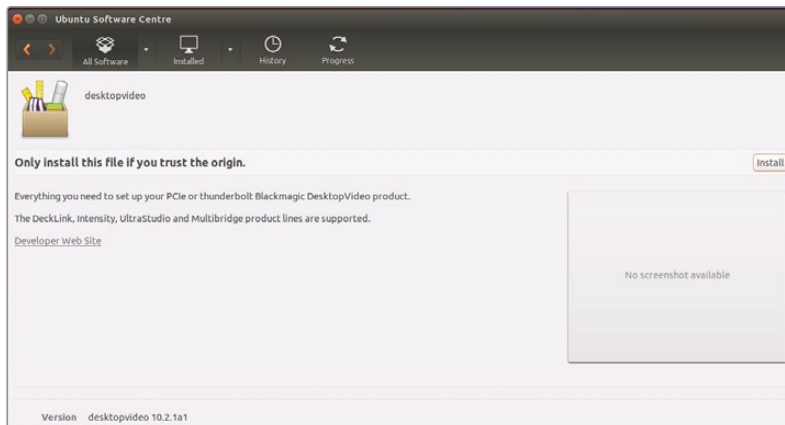 Ubuntu Software Centre
All Software
Installed
History
Progress
desktopvideo
Only install this file if you trust the origin.
Install
Everything you need to set up your PCIe or thunderbolt Blackmagic DesktopVideo product.
The DeckLink, Intensity, UltraStudio and Multibridge product lines are supported.
Developer Web Site
No screenshot available
Version desktopvideo 10.2.1a1